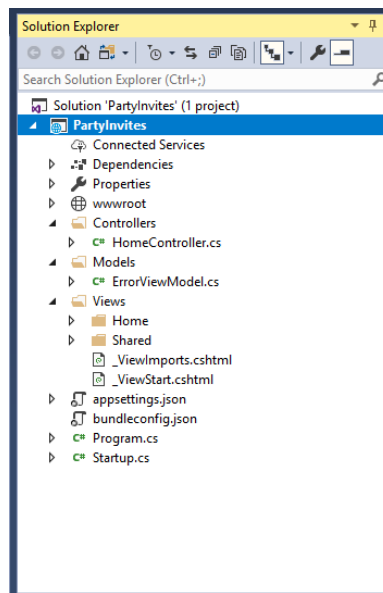 Solution Explorer
Search Solution Explorer (Ctrl+;)
Solution 'PartyInvites' (1 project)
PartyInvites
Connected Services
Dependencies
Properties
wwwroot
Controllers
C# HomeController.cs
Models
C# ErrorViewModel.cs
Views
Home
Shared
_ViewImports.cshtml
_ViewStart.cshtml
appsettings.json
bundleconfig.json
C# Program.cs
C# Startup.cs